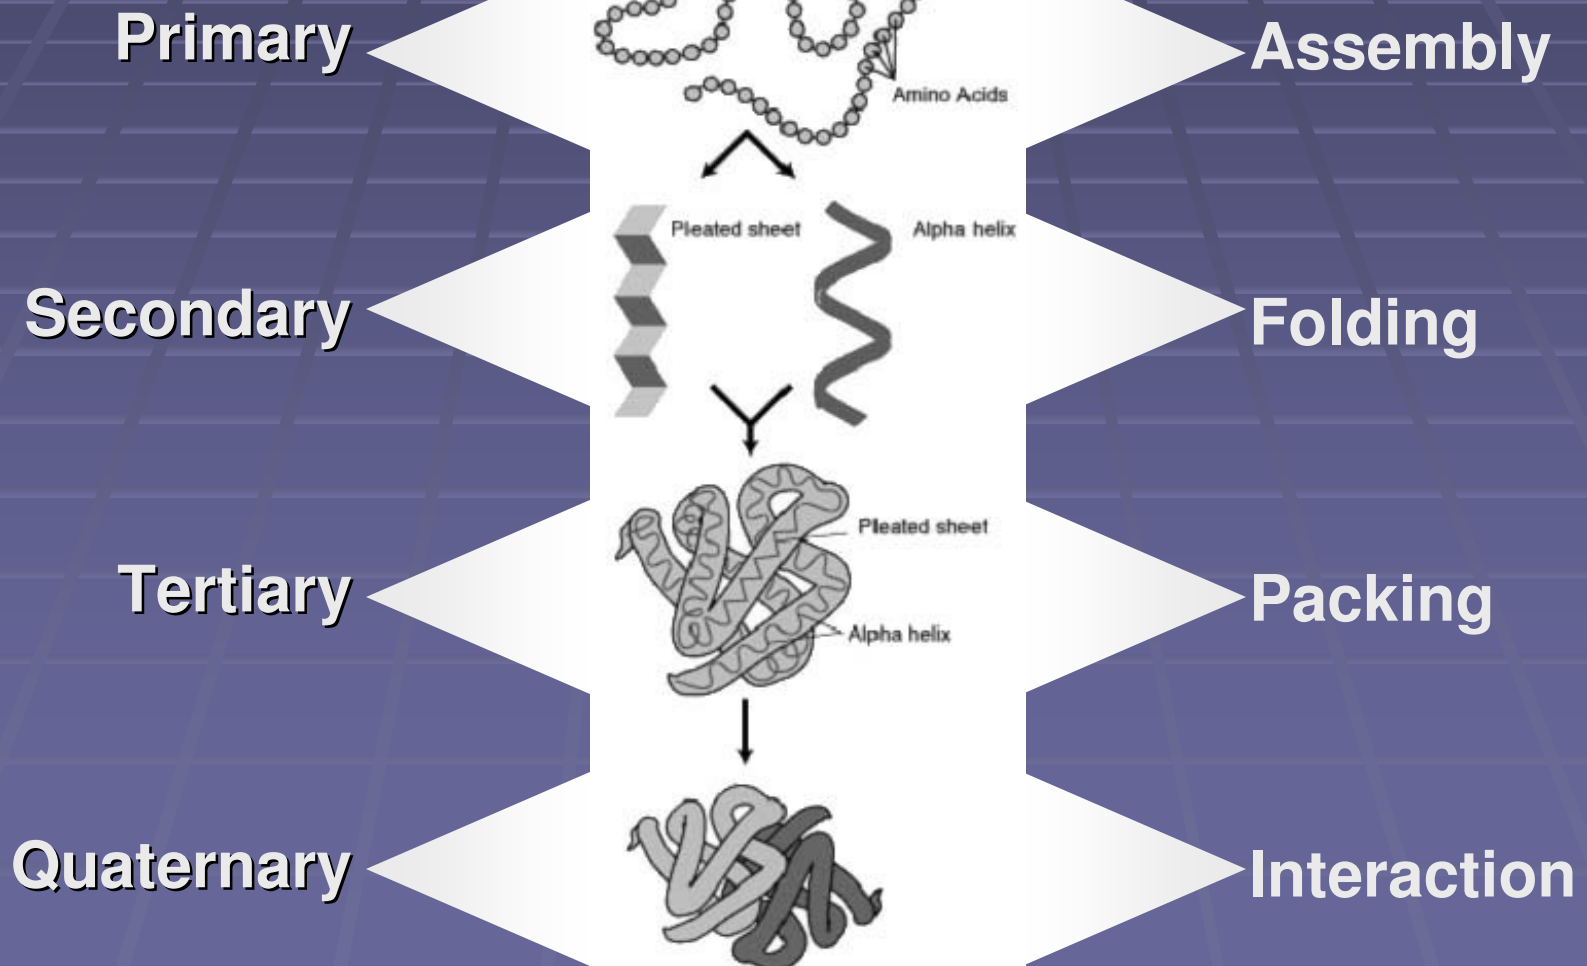 Primary
Assembly
Amino Acids
Pleated sheet
Alpha helix
Secondary
Folding
Pleated sheet
Tertiary
Packing
Alpha helix
Quaternary
Interaction